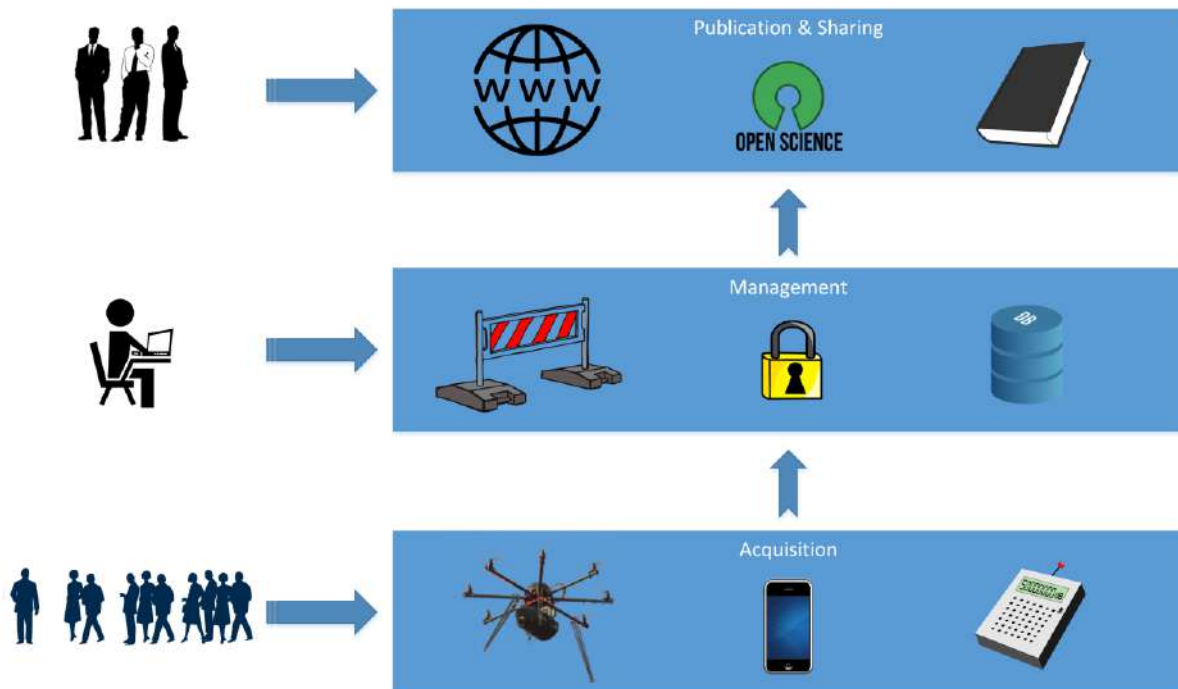 Publication & Sharing
WWW
OPEN SCIENCE
Management
DB
Acquisition